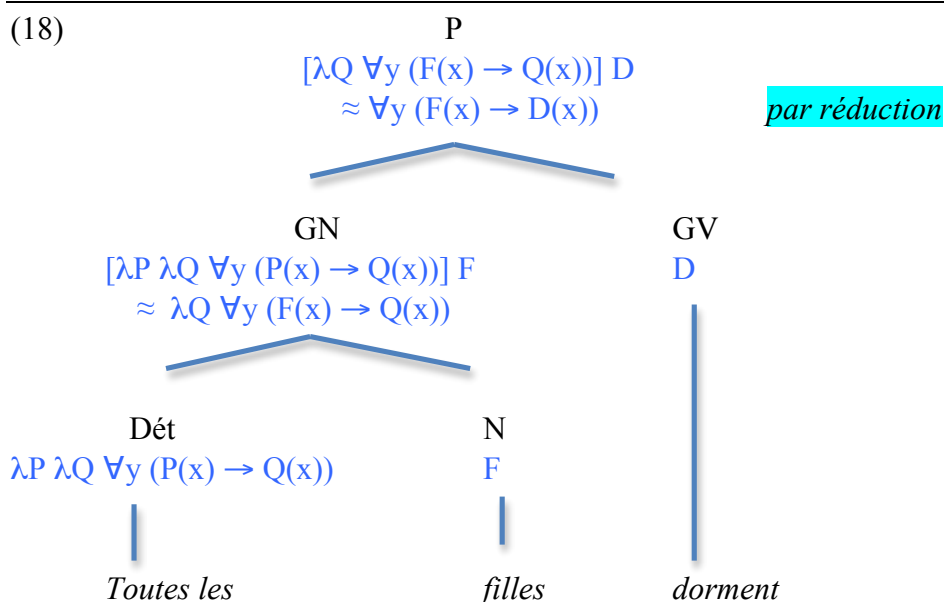 (18) P
[λQ ∀y (F(x) → Q(x))] D
≈ ∀y (F(x) → D(x)) par réduction
GN GV
[λP λQ ∀y (P(x) → Q(x))] F D
≈ λQ ∀y (F(x) → Q(x))
Dét N
λP λQ ∀y (P(x) → Q(x)) F
Toutes les filles dorment